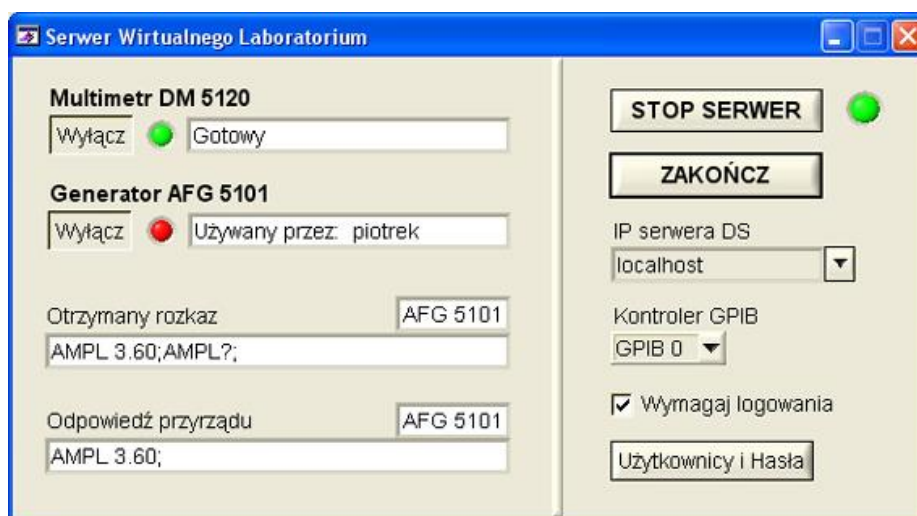 Serwer Wirtualnego Laboratorium
Multimetr DM 5120
Wyłącz Gotowy
Generator AFG 5101
Wyłącz Używany przez: piotrek
Otrzymany rozkaz AFG 5101
AMPL 3.60;AMPL?;
Odpowiedź przyrządu AFG 5101
AMPL 3.60;
STOP SERWER
ZAKOŃCZ
IP serwera DS
localhost
Kontroler GPIB
GPIB 0
Wymagaj logowania
Użytkownicy i Hasła